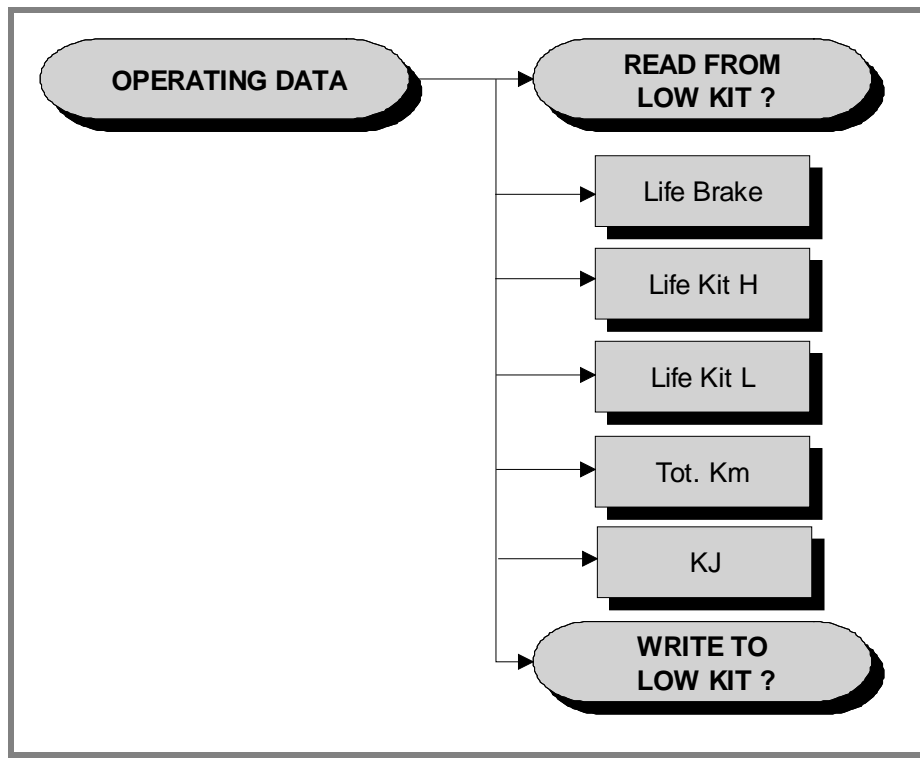 OPERATING DATA
READ FROM
LOW KIT ?
Life Brake
Life Kit H
Life Kit L
Tot. Km
KJ
WRITE TO
LOW KIT ?